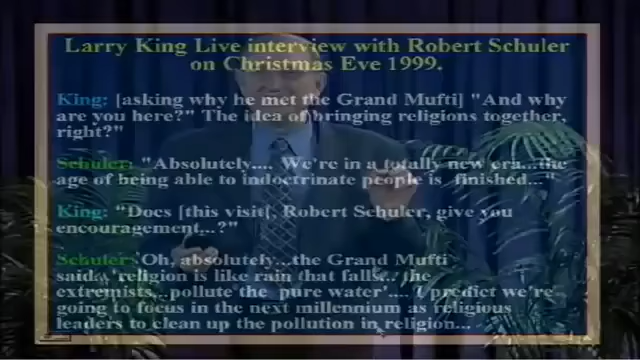 Larry King Live interview with Robert Schuler
on Christmas Eve 1999.
King: [asking why he met the Grand Mufti] "And why
are you here?" The idea of bringing religions together,
right?"
Schuler: "Absolutely.... We're in a totally new era...the
age of being able to indoctrinate people is finished..."
King: "Does [this visit[, Robert Schuler, give you
encouragement...?"
Schuler: Oh, absolutely...the Grand Mufti
said, 'religion is like rain that falls...the
extremists...pollute the pure water'.... I predict we're
going to focus in the next millennium as religious
leaders to clean up the pollution in religion...